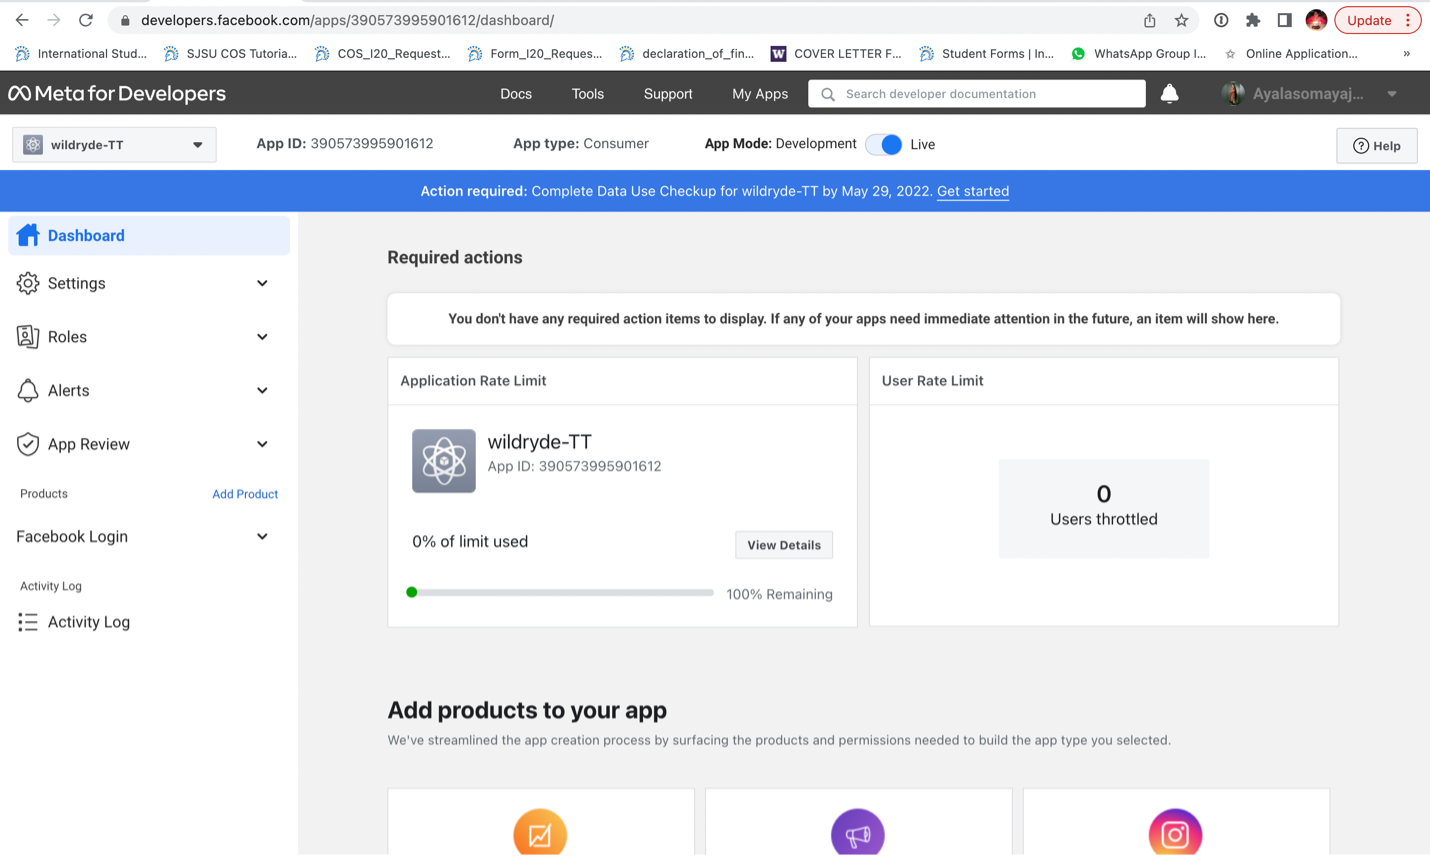 developers.facebook.com/apps/390573995901612/dashboard/
Update
International Stud...
SJSU COS Tutoria...
COS_I20_Request...
Form_I20_Reques...
declaration_of_fin...
W
COVER LETTER F...
Student Forms | In...
WhatsApp Group I...
Online Application...
»
Meta for Developers
Docs
Tools
Support
My Apps
Search developer documentation
Ayalasomayaj...
wildryde-TT
App ID: 390573995901612
App type: Consumer
App Mode: Development
Live
Help
Action required: Complete Data Use Checkup for wildryde-TT by May 29, 2022. Get started
Dashboard
Settings
Roles
Alerts
App Review
Products
Add Product
Facebook Login
Activity Log
Activity Log
Required actions
You don't have any required action items to display. If any of your apps need immediate attention in the future, an item will show here.
Application Rate Limit
wildryde-TT
App ID: 390573995901612
0% of limit used
View Details
100% Remaining
User Rate Limit
0
Users throttled
Add products to your app
We've streamlined the app creation process by surfacing the products and permissions needed to build the app type you selected.